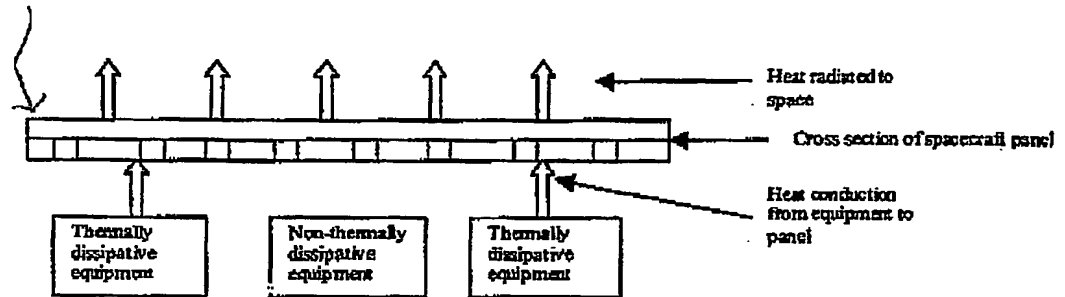 Heat radiated to
space
Cross section of spacecraft panel
Heat conduction
from equipment to
panel
Thermally
dissipative
equipment
Non-thermally
dissipative
equipment
Thermally
dissipative
equipment